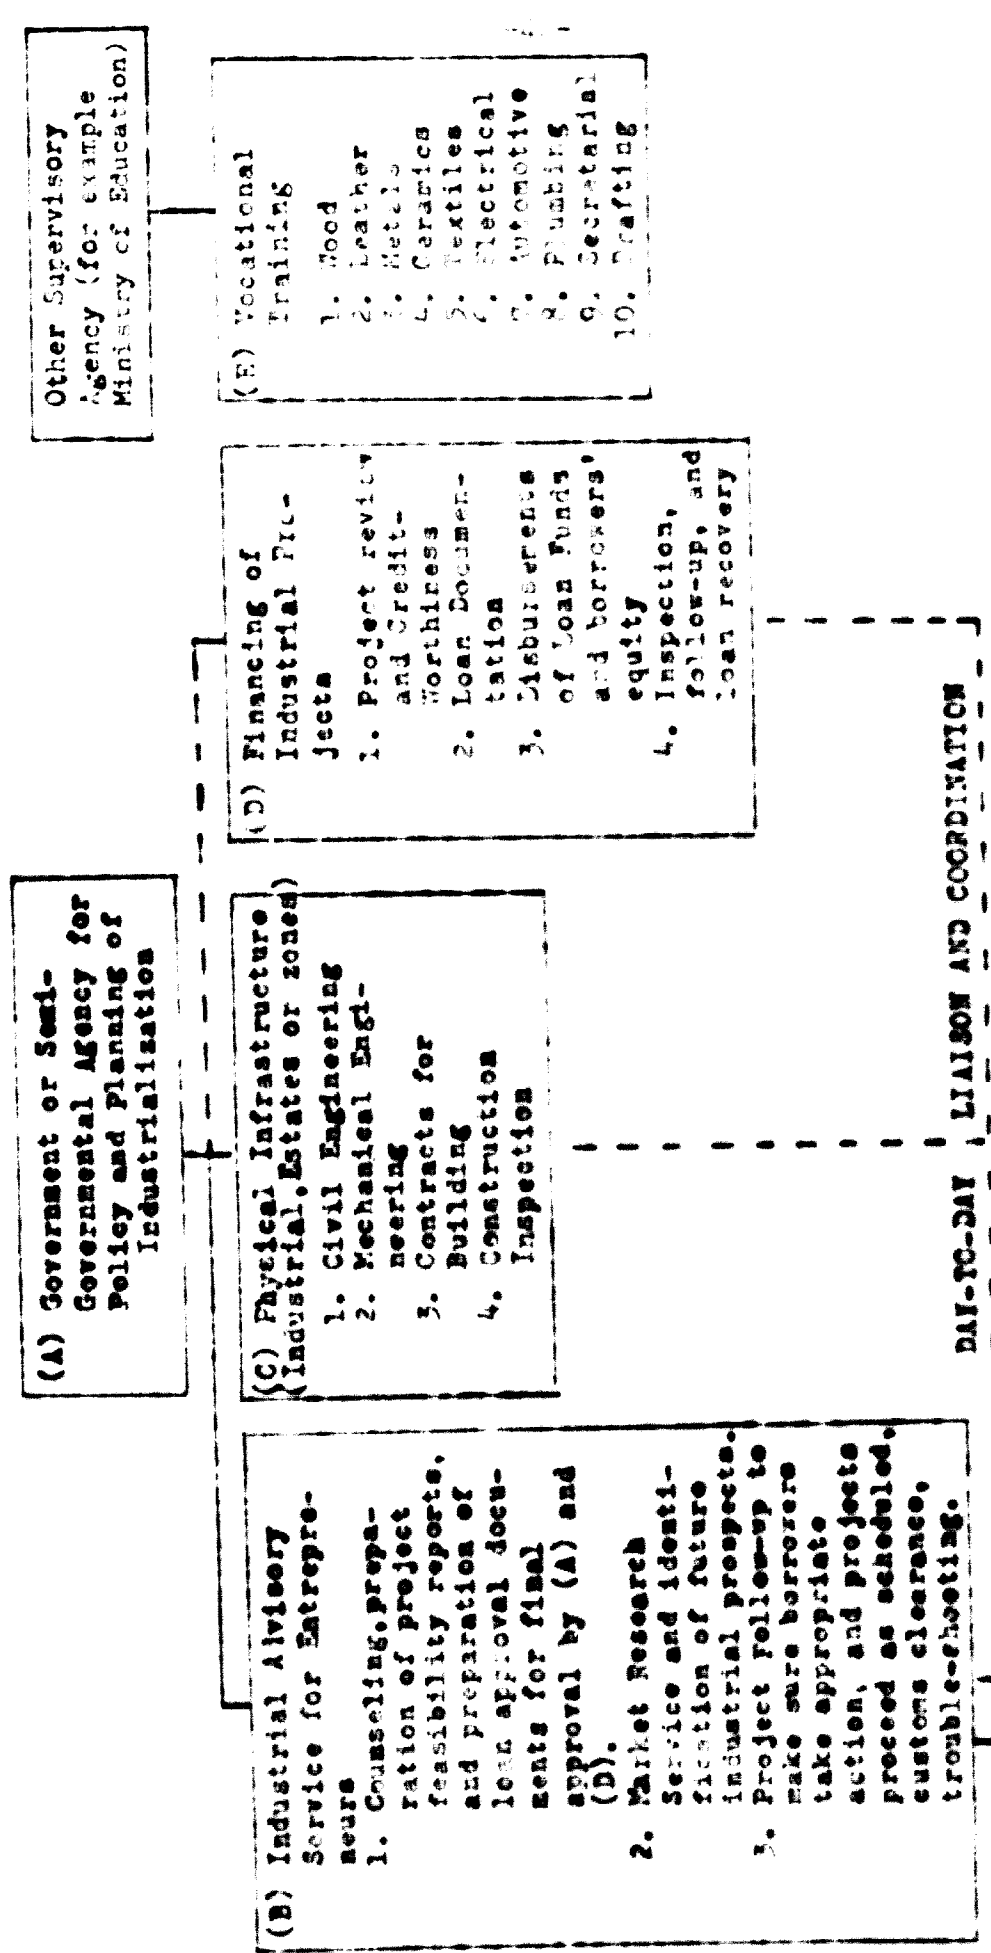 (A) Government or Semi-
Governmental Agency for
Policy and Planning of
Industrialization
Other Supervisory
Agency (for example
Ministry of Education)
(B) Industrial Advisory
Service for Entrepre-
neurs
1. Counseling, prepa-
ration of project
feasibility reports,
and preparation of
loan approval docu-
ments for final
approval by (A) and
(D).
2. Market Research
Service and identi-
fication of future
industrial prospects.
3. Project Follow-up to
make sure borrowers
take appropriate
action, and projects
proceed as scheduled,
customs clearance,
trouble-shooting.
(C) Physical Infrastructure
(Industrial Estates or zones)
1. Civil Engineering
2. Mechanical Engi-
neering
3. Contracts for
Building
4. Construction
Inspection
(D) Financing of
Industrial Pro-
jects
1. Project review
and Credit-
Worthiness
2. Loan Documen-
tation
3. Disbursements
of Loan Funds
and borrowers'
equity
4. Inspection,
follow-up, and
loan recovery
(E) Vocational
Training
1. Wood
2. Leather
3. Metals
4. Ceramics
5. Textiles
6. Electrical
7. Automotive
8. Plumbing
9. Secretarial
10. Drafting
DAY-TO-DAY LIAISON AND COORDINATION